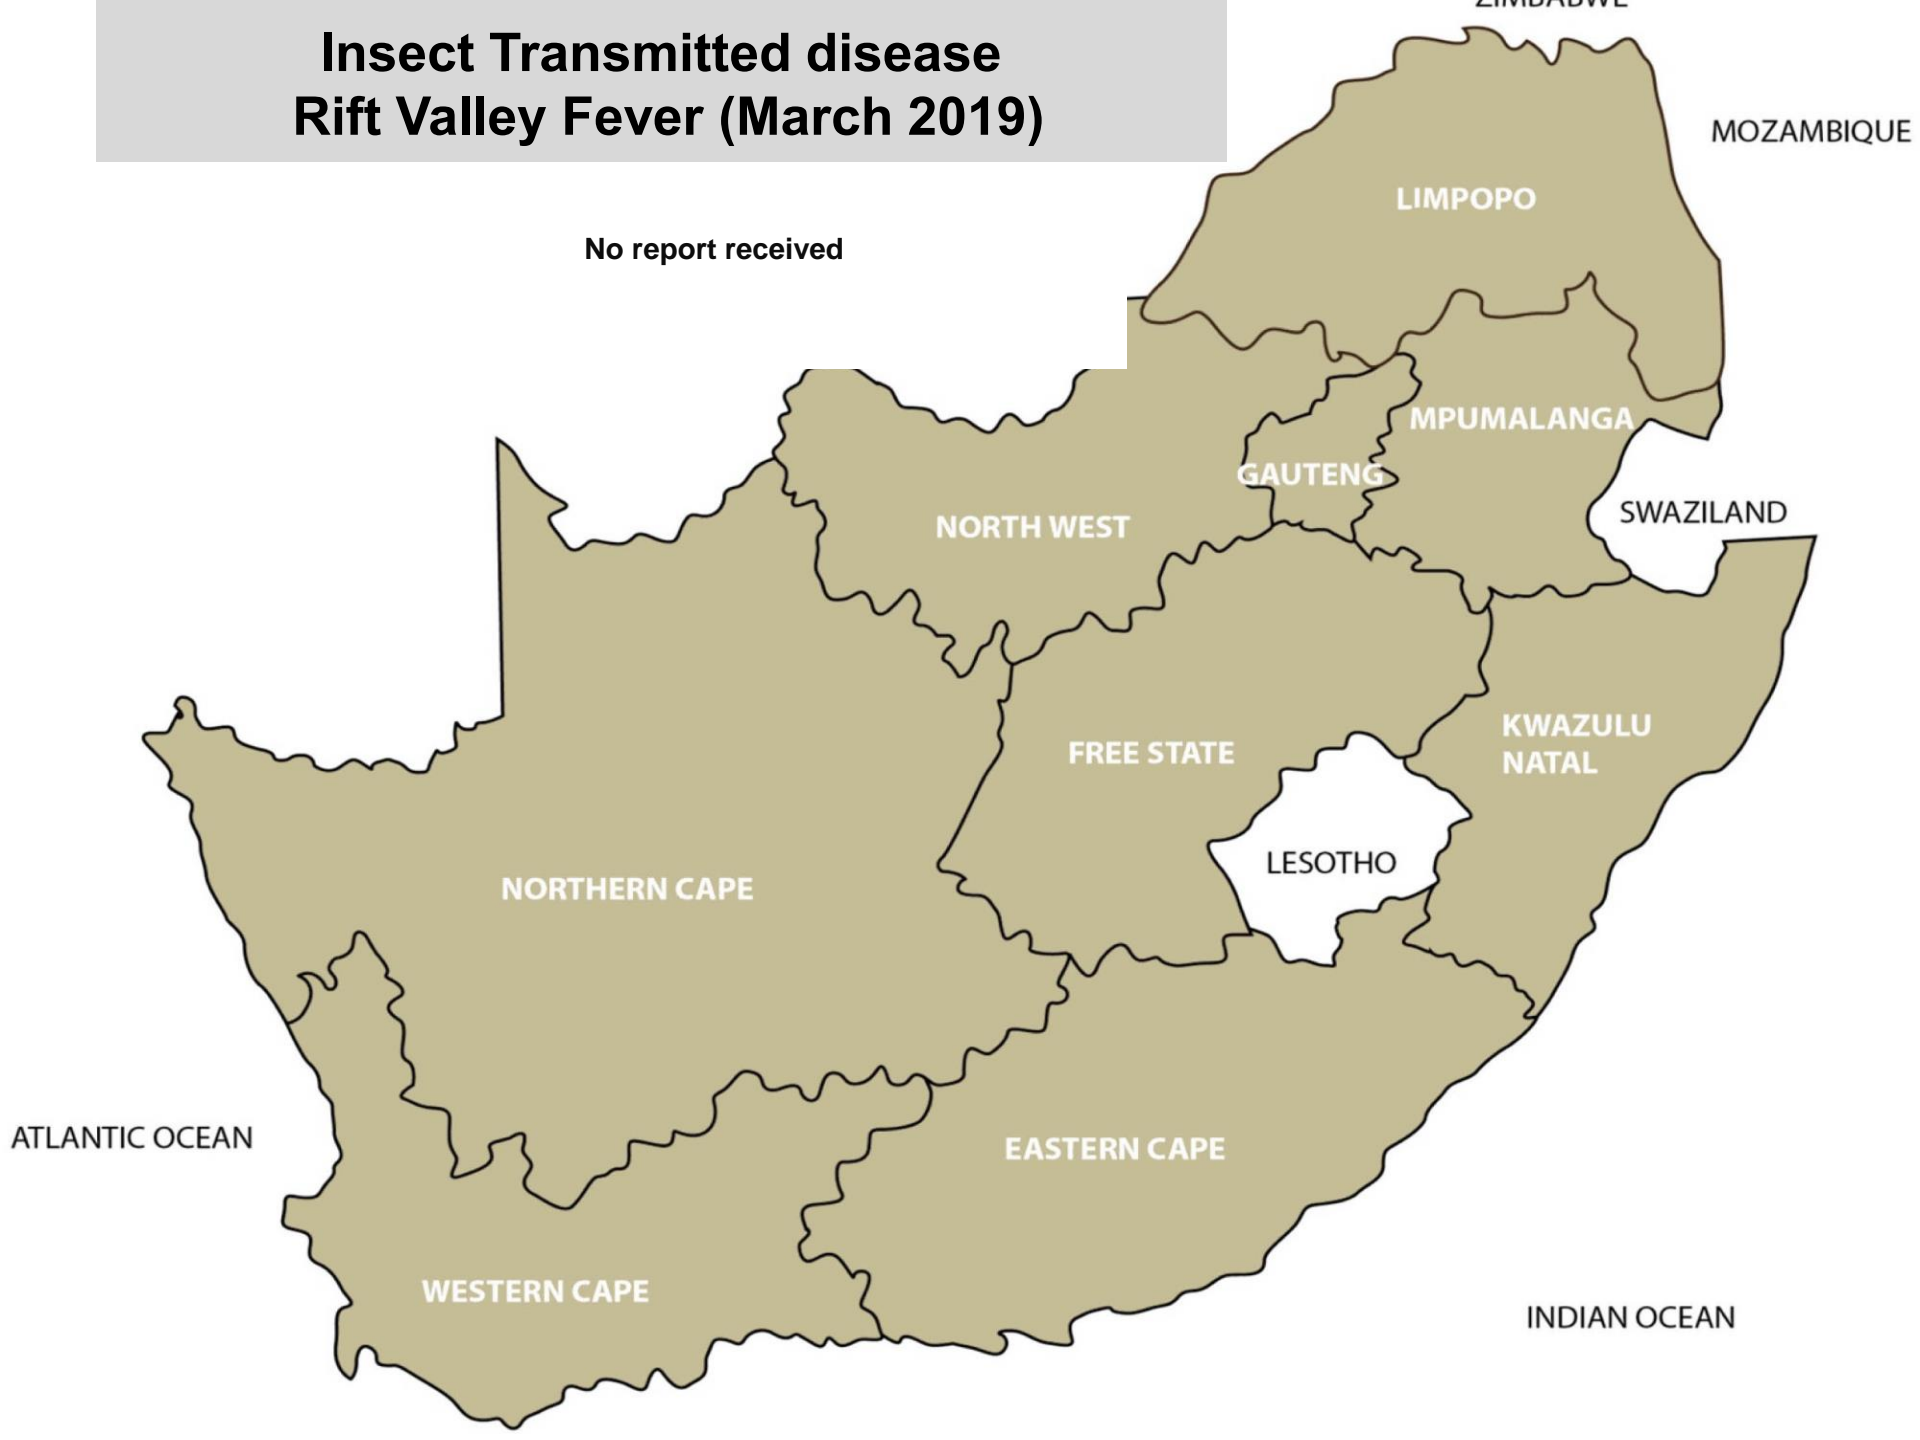 ZIMBABWE
Insect Transmitted disease
Rift Valley Fever (March 2019)
MOZAMBIQUE
LIMPOPO
No report received
MPUMALANGA
GAUTENG
SWAZILAND
NORTH WEST
KWAZULU
NATAL
FREE STATE
LESOTHO
NORTHERN CAPE
ATLANTIC OCEAN
EASTERN CAPE
WESTERN CAPE
INDIAN OCEAN